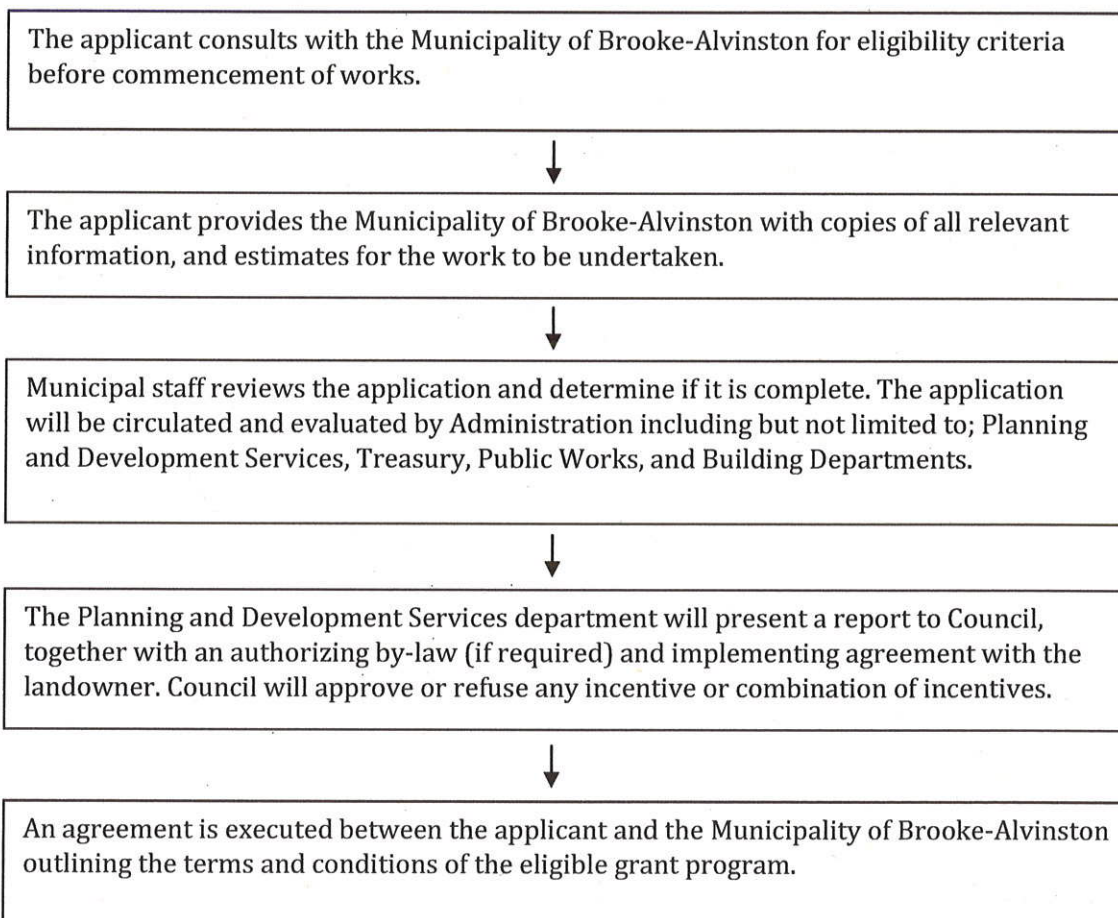 The applicant consults with the Municipality of Brooke-Alvinston for eligibility criteria
before commencement of works.
The applicant provides the Municipality of Brooke-Alvinston with copies of all relevant
information, and estimates for the work to be undertaken.
Municipal staff reviews the application and determine if it is complete. The application
will be circulated and evaluated by Administration including but not limited to; Planning
and Development Services, Treasury, Public Works, and Building Departments.
The Planning and Development Services department will present a report to Council,
together with an authorizing by-law (if required) and implementing agreement with the
landowner. Council will approve or refuse any incentive or combination of incentives.
An agreement is executed between the applicant and the Municipality of Brooke-Alvinston
outlining the terms and conditions of the eligible grant program.